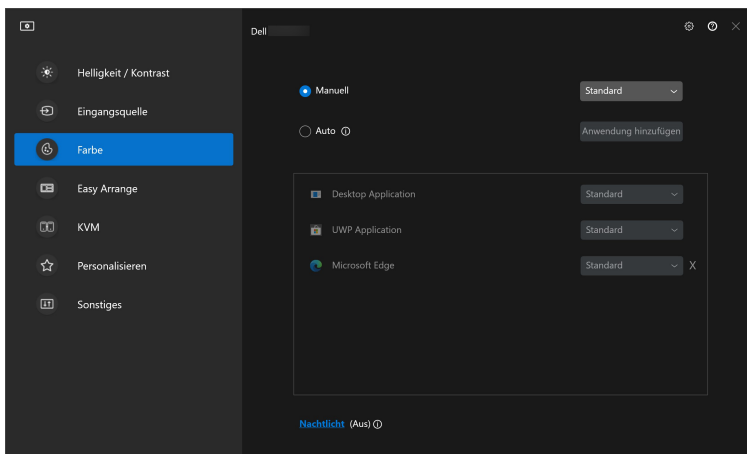 Dell
Helligkeit / Kontrast
Eingangsquelle
Farbe
Easy Arrange
KVM
Personalisieren
Sonstiges
Manuell Standard
Auto Anwendung hinzufügen
Desktop Application Standard
UWP Application Standard
Microsoft Edge Standard X
Nachtlicht (Aus)